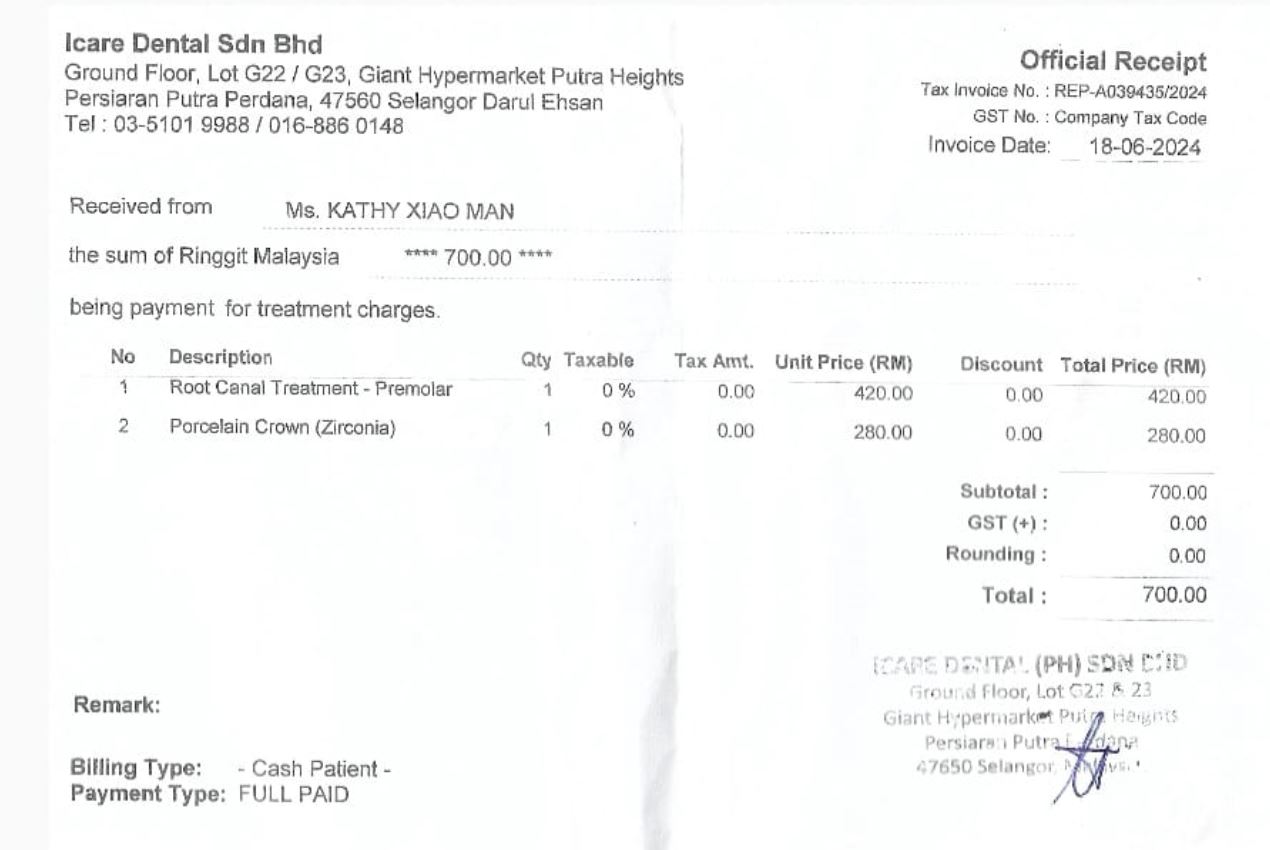 Icare Dental Sdn Bhd
Ground Floor, Lot G22 / G23, Giant Hypermarket Putra Heights
Persiaran Putra Perdana, 47560 Selangor Darul Ehsan
Tel : 03-5101 9988 / 016-886 0148
Official Receipt
Tax Invoice No. : REP-A039435/2024
GST No. : Company Tax Code
Invoice Date: 18-06-2024
Received from Ms. KATHY XIAO MAN
the sum of Ringgit Malaysia **** 700.00 ****
being payment for treatment charges.
No Description Qty Taxable Tax Amt. Unit Price (RM) Discount Total Price (RM)
1 Root Canal Treatment - Premolar 1 0 % 0.00 420.00 0.00 420.00
2 Porcelain Crown (Zirconia) 1 0 % 0.00 280.00 0.00 280.00
Subtotal : 700.00
GST (+) : 0.00
Rounding : 0.00
Total : 700.00
ICARE DENTAL (PH) SDN
Ground Floor, Lot G22 & 23
Giant Hypermarket Putra Heights
Persiaran Putra
47650 Selangor,
Remark:
Billing Type: - Cash Patient -
Payment Type: FULL PAID